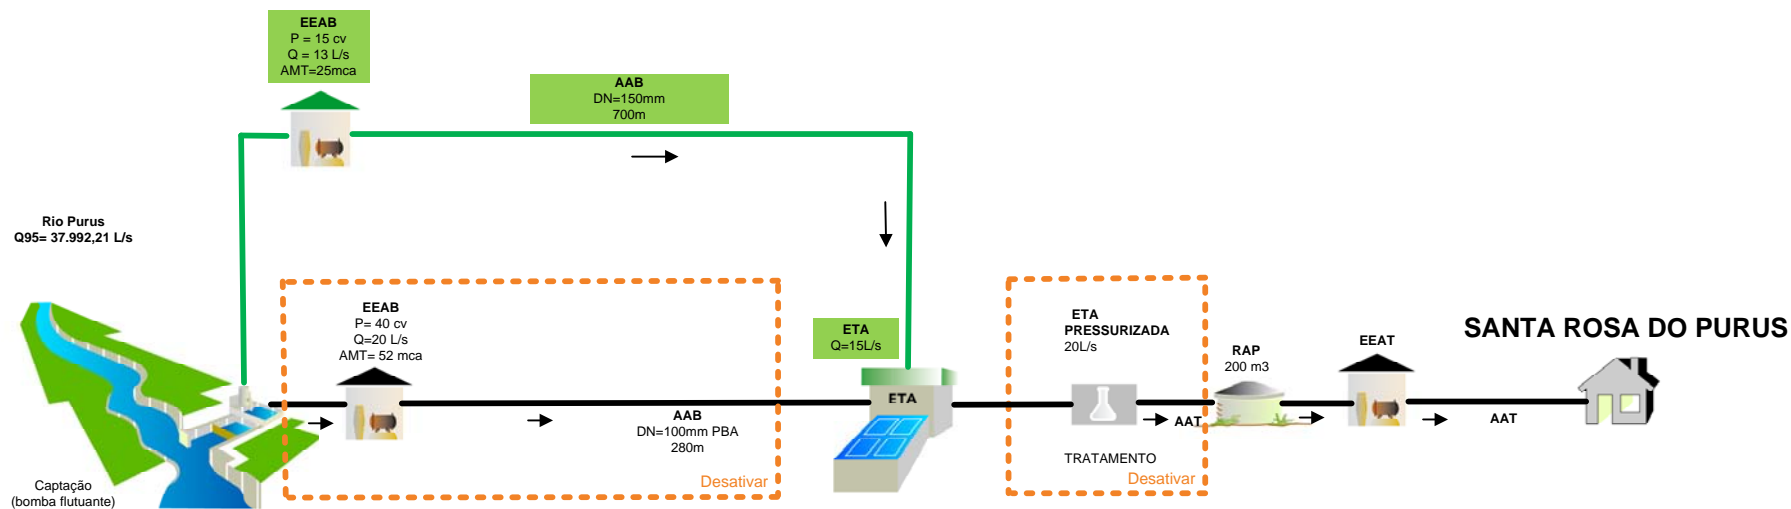 EEAB
P = 15 cv
Q = 13 L/s
AMT=25mca
AAB
DN=150mm
700m
Rio Purus
Q95= 37.992,21 L/s
EEAB
P= 40 cv
Q=20 L/s
AMT= 52 mca
AAB
DN=100mm PBA
280m
Desativar
Captação
(bomba flutuante)
ETA
Q=15L/s
ETA
ETA
PRESSURIZADA
20L/s
AAT
TRATAMENTO
Desativar
RAP
200 m3
EEAT
AAT
SANTA ROSA DO PURUS